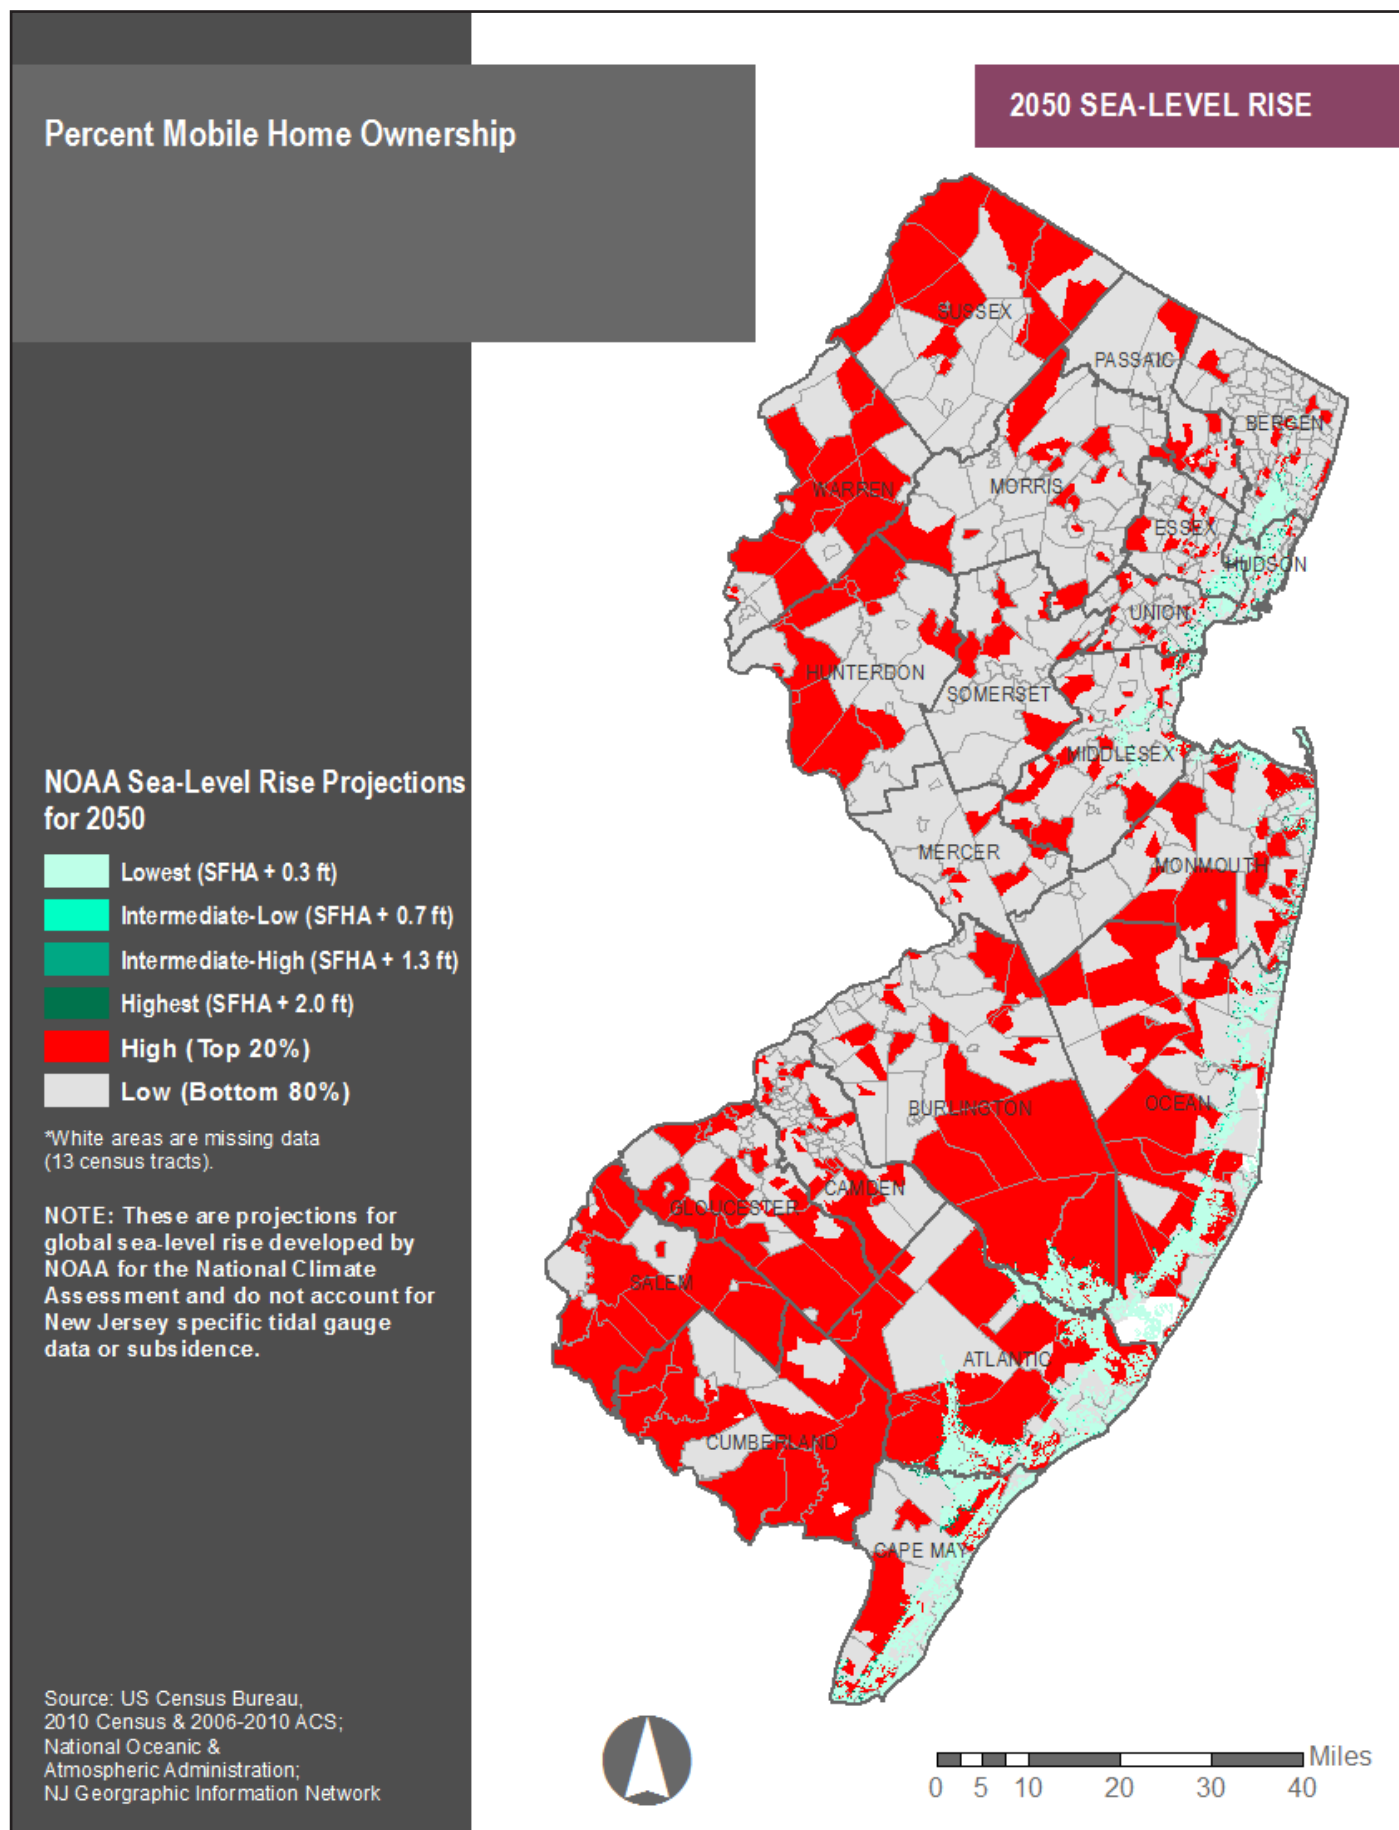 Percent Mobile Home Ownership
2050 SEA-LEVEL RISE
SUSSEX
PASSAIC
BERGEN
WARREN
MORRIS
ESSEX
HUDSON
UNION
HUNTERDON
SOMERSET
MIDDLESEX
MERCER
MONMOUTH
OCEAN
BURLINGTON
CAMDEN
GLOUCESTER
SALEM
ATLANTIC
CUMBERLAND
CAPE MAY
NOAA Sea-Level Rise Projections
for 2050
Lowest (SFHA + 0.3 ft)
Intermediate-Low (SFHA + 0.7 ft)
Intermediate-High (SFHA + 1.3 ft)
Highest (SFHA + 2.0 ft)
High (Top 20%)
Low (Bottom 80%)
*White areas are missing data
(13 census tracts).
NOTE: These are projections for
global sea-level rise developed by
NOAA for the National Climate
Assessment and do not account for
New Jersey specific tidal gauge
data or subsidence.
Source: US Census Bureau,
2010 Census & 2006-2010 ACS;
National Oceanic &
Atmospheric Administration;
NJ Georgraphic Information Network
Miles
0 5 10 20 30 40